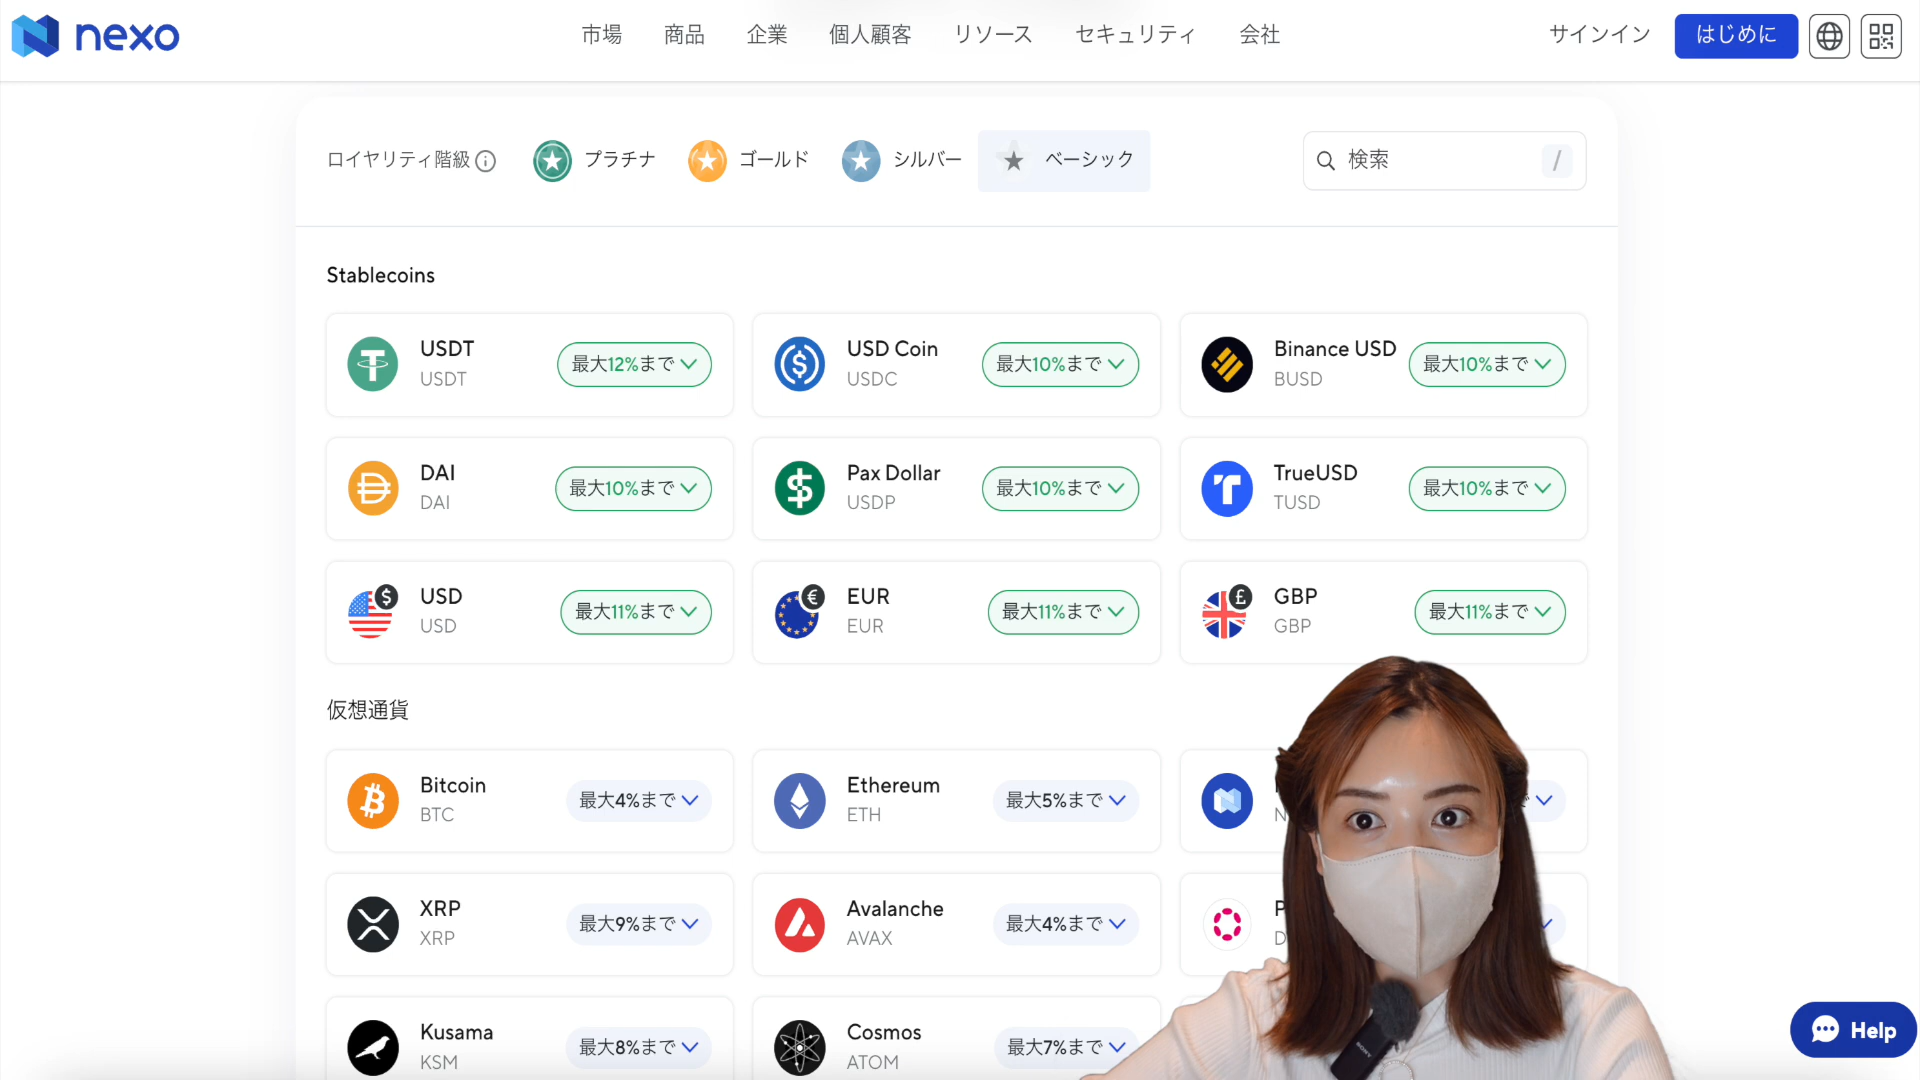 nexo
市場 商品 企業 個人顧客 リソース セキュリティ 会社 サインイン はじめに
ロイヤリティ階級 プラチナ ゴールド シルバー ベーシック 検索 /
Stablecoins
USDT
USDT
最大12%まで
USD Coin
USDC
最大10%まで
Binance USD
BUSD
最大10%まで
DAI
DAI
最大10%まで
Pax Dollar
USDP
最大10%まで
TrueUSD
TUSD
最大10%まで
USD
USD
最大11%まで
EUR
EUR
最大11%まで
GBP
GBP
最大11%まで
仮想通貨
Bitcoin
BTC
最大4%まで
Ethereum
ETH
最大5%まで
XRP
XRP
最大9%まで
Avalanche
AVAX
最大4%まで
Kusama
KSM
最大8%まで
Cosmos
ATOM
最大7%まで
SONY
Help